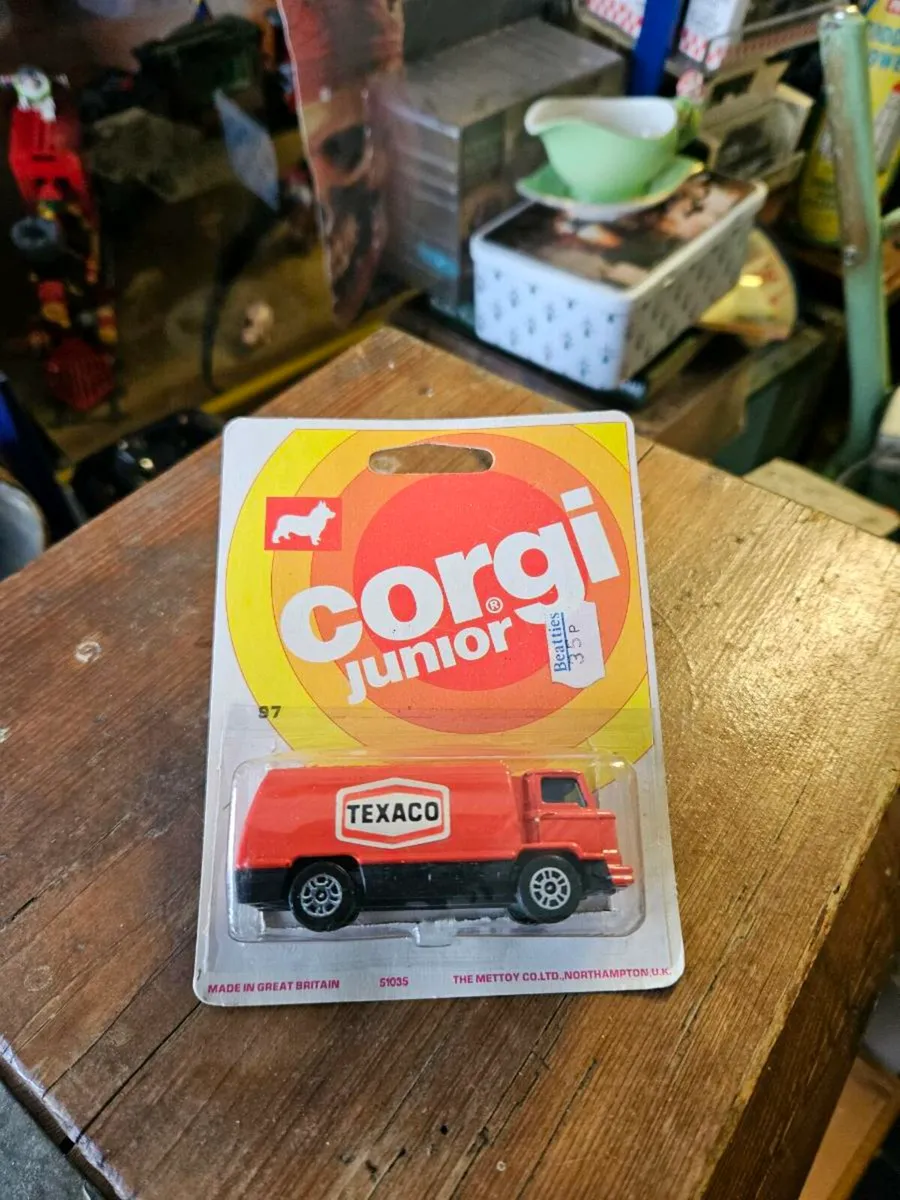 corgi®
junior
Beatties
35P
97
TEXACO
MADE IN GREAT BRITAIN 51035 THE METTOY CO.LTD.,NORTHAMPTON,U.K.